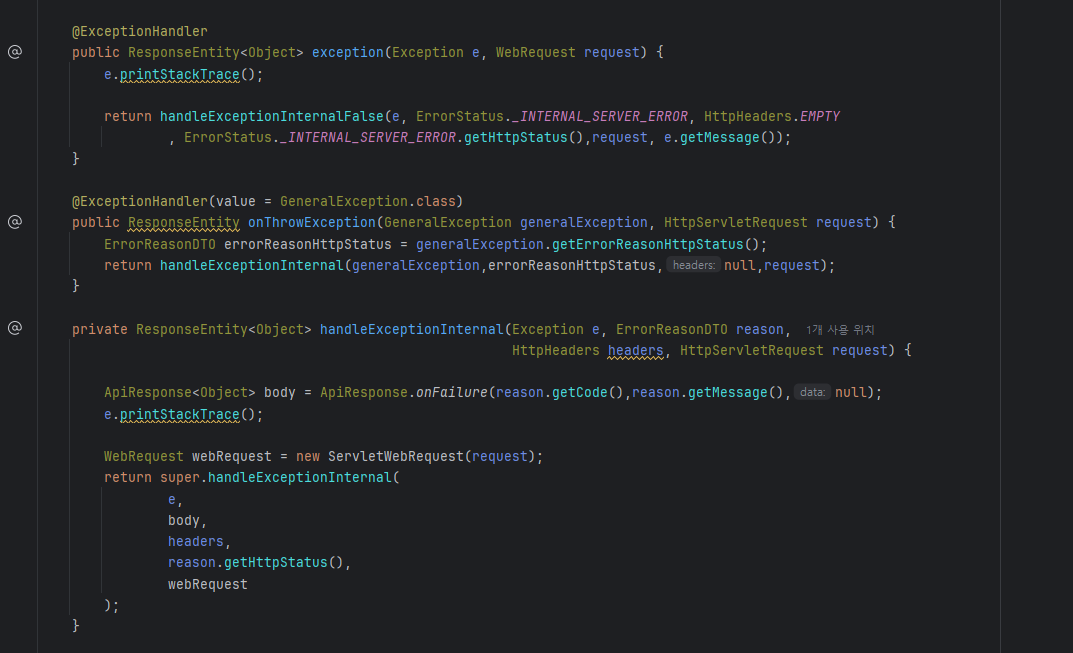 @ExceptionHandler
public ResponseEntity<Object> exception(Exception e, WebRequest request) {
    e.printStackTrace();

    return handleExceptionInternalFalse(e, ErrorStatus._INTERNAL_SERVER_ERROR, HttpHeaders.EMPTY
            , ErrorStatus._INTERNAL_SERVER_ERROR.getHttpStatus(),request, e.getMessage());
}

@ExceptionHandler(value = GeneralException.class)
public ResponseEntity onThrowException(GeneralException generalException, HttpServletRequest request) {
    ErrorReasonDTO errorReasonHttpStatus = generalException.getErrorReasonHttpStatus();
    return handleExceptionInternal(generalException,errorReasonHttpStatus, headers: null,request);
}

private ResponseEntity<Object> handleExceptionInternal(Exception e, ErrorReasonDTO reason, 1개 사용 위치
                                                       HttpHeaders headers, HttpServletRequest request) {

    ApiResponse<Object> body = ApiResponse.onFailure(reason.getCode(),reason.getMessage(), data: null);
    e.printStackTrace();

    WebRequest webRequest = new ServletWebRequest(request);
    return super.handleExceptionInternal(
            e,
            body,
            headers,
            reason.getHttpStatus(),
            webRequest
    );
}